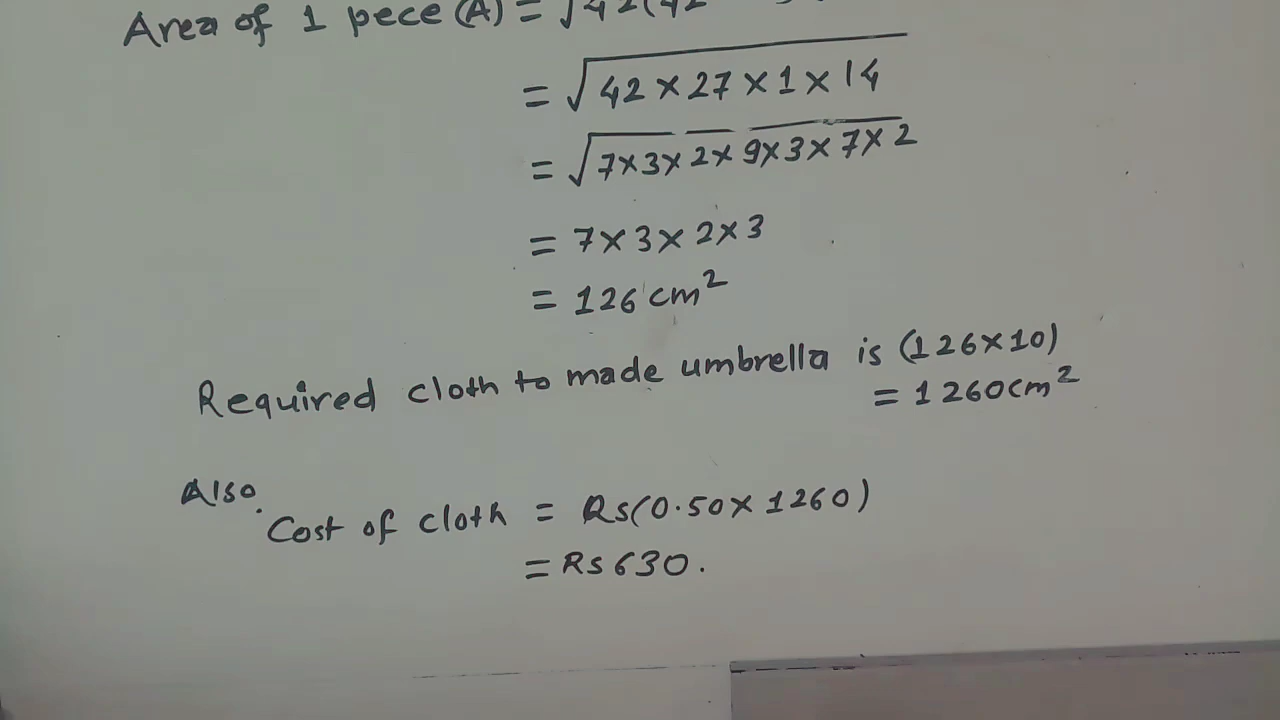 Area of 1 pece (A) = √42(42
= √42 × 27 × 1 × 14
= √7×3× 2× 9×3× 7× 2
= 7×3× 2×3
= 126 cm²
Required cloth to made umbrella is (126×10)
= 1260cm²
Also,
Cost of cloth = Rs(0.50× 1260)
= Rs 630.